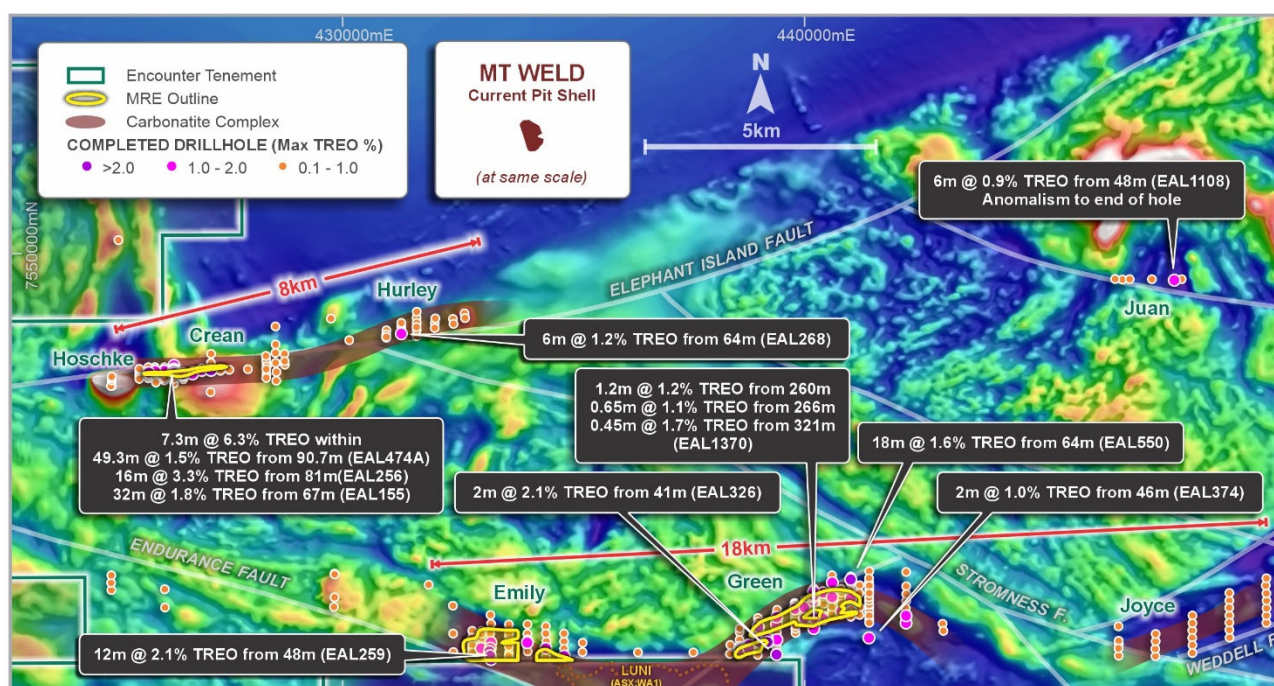 430000mE
440000mE
Encounter Tenement
MRE Outline
Carbonatite Complex
COMPLETED DRILLHOLE (Max TREO %)
>2.0
1.0 - 2.0
0.1 - 1.0
MT WELD
Current Pit Shell
(at same scale)
N
5km
6m @ 0.9% TREO from 48m (EAL1108)
Anomalism to end of hole
7550000mN
8km
Hurley
ELEPHANT ISLAND FAULT
Juan
Crean
Hoschke
6m @ 1.2% TREO from 64m (EAL268)
7.3m @ 6.3% TREO within
49.3m @ 1.5% TREO from 90.7m (EAL474A)
16m @ 3.3% TREO from 81m(EAL256)
32m @ 1.8% TREO from 67m (EAL155)
1.2m @ 1.2% TREO from 260m
0.65m @ 1.1% TREO from 266m
0.45m @ 1.7% TREO from 321m
(EAL1370)
18m @ 1.6% TREO from 64m (EAL550)
2m @ 2.1% TREO from 41m (EAL326)
2m @ 1.0% TREO from 46m (EAL374)
18km
ENDURANCE FAULT
Emily
Green
STROMNESS F.
Joyce
12m @ 2.1% TREO from 48m (EAL259)
LUNI
(ASX:WA1)
WEDDELL F